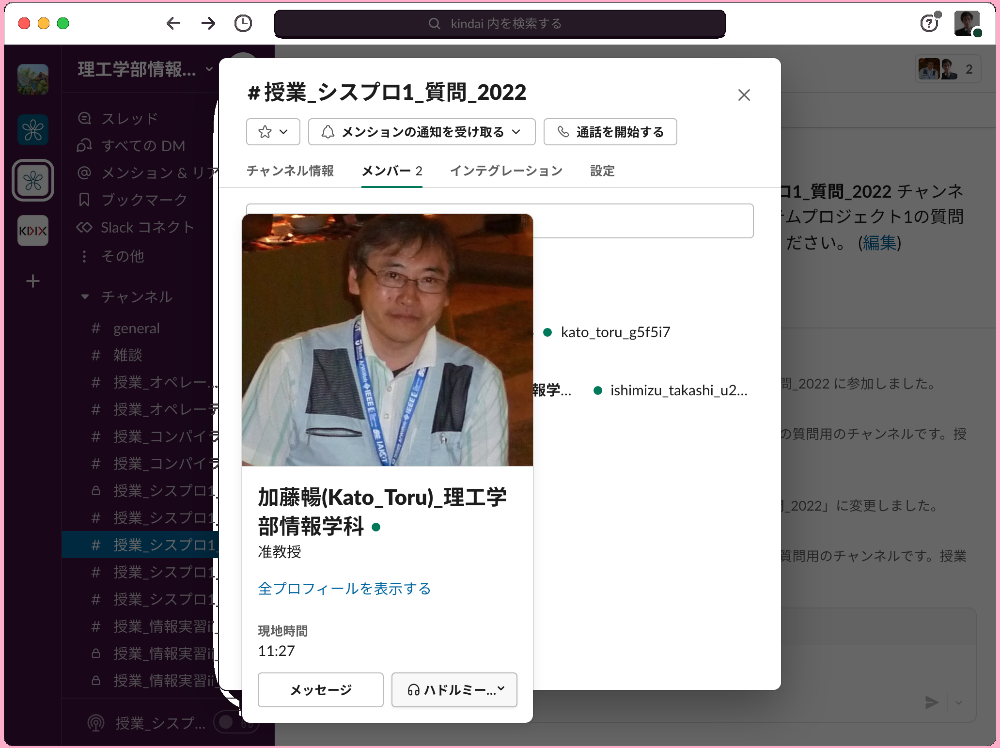 kindai 内を検索する
理工学部情報...
2
KDIX
スレッド
すべての DM
メンション & リア
ブックマーク
Slack コネクト
その他
チャンネル
# general
# 雑談
# 授業_オペレー...
# 授業_オペレーテ
# 授業_コンパイラ
# 授業_コンパイラ
授業_シスプロ1_
# 授業_シスプロ1_
# 授業_シスプロ1_
# 授業_シスプロ1_
# 授業_シスプロ1_
# 授業_情報実習ii_
授業_情報実習ii_
授業_情報実習ii_
授業_シスプ...
#授業_シスプロ1_質問_2022
メンションの通知を受け取る
通話を開始する
チャンネル情報 メンバー 2 インテグレーション 設定
kato_toru_g5f5i7
報学... ishimizu_takashi_u2...
IEEE
IEEE
加藤暢(Kato_Toru)_理工学
部情報学科
准教授
全プロフィールを表示する
現地時間
11:27
メッセージ
ハドルミー...
ロ1_質問_2022 チャンネ
テムプロジェクト1の質問
ださい。 (編集)
問_2022 に参加しました。
の質問用のチャンネルです。授
_2022」に変更しました。
質問用のチャンネルです。授業